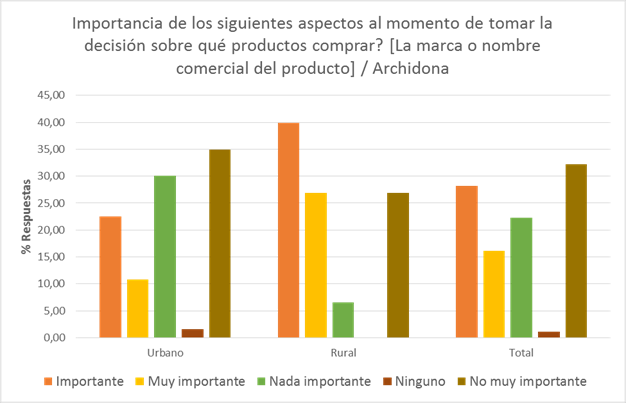 Importancia de los siguientes aspectos al momento de tomar la
decisión sobre qué productos comprar? [La marca o nombre
comercial del producto] / Archidona
45,00
40,00
35,00
30,00
25,00
20,00
15,00
10,00
5,00
0,00
% Respuestas
Urbano Rural Total
Importante Muy importante Nada importante Ninguno No muy importante